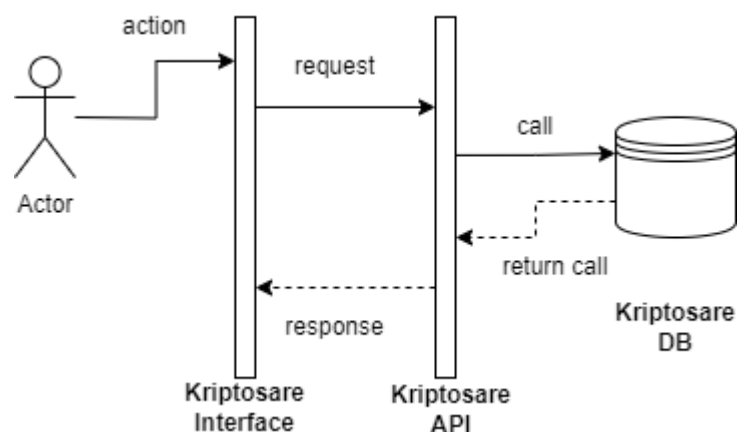 action
request
call
Actor
return call
response
Kriptosare
DB
Kriptosare
Interface
Kriptosare
API